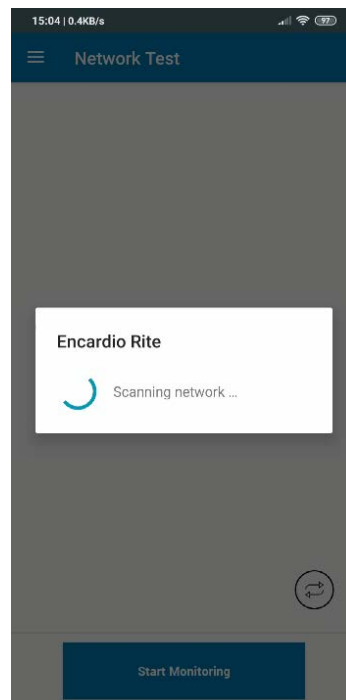 15:04 | 0.4KB/s 97
Network Test
Encardio Rite
Scanning network ...
Start Monitoring